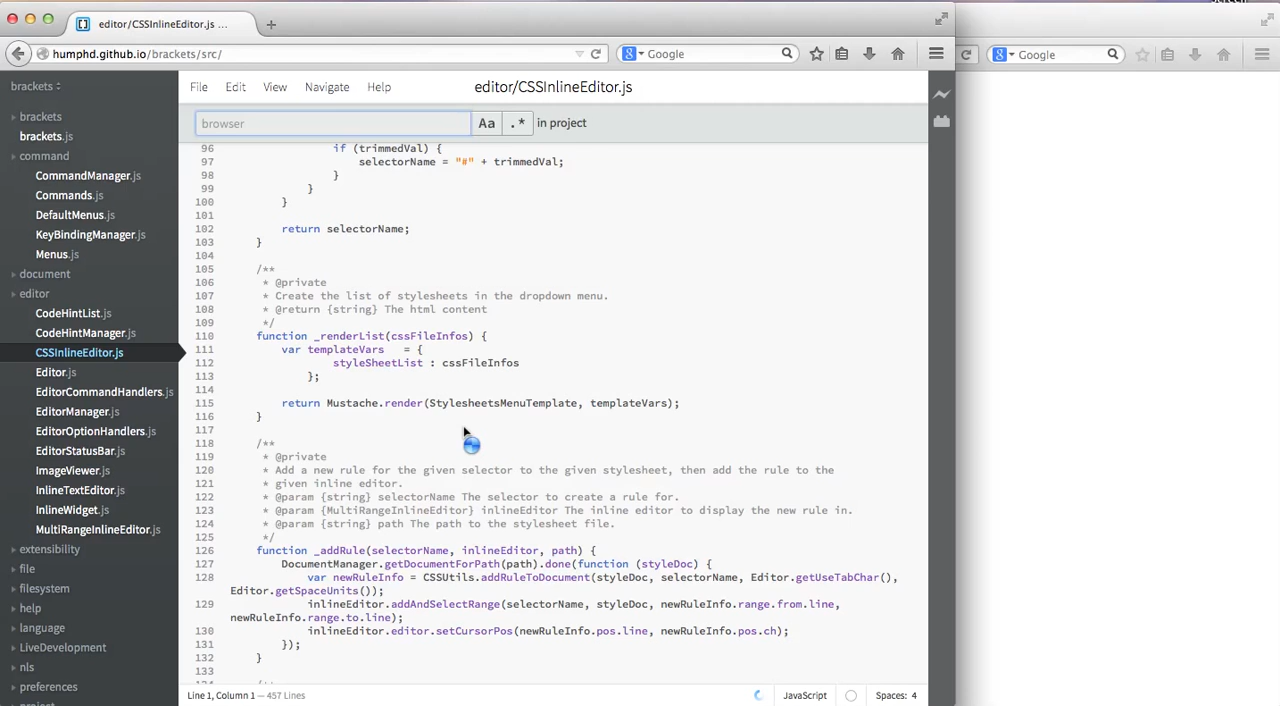 Screen
editor/CSSInlineEditor.js ...
humphd.github.io/brackets/src/
Google
Google
brackets
File Edit View Navigate Help
editor/CSSInlineEditor.js
browser
Aa
.*
in project
brackets
brackets.js
command
CommandManager.js
Commands.js
DefaultMenus.js
KeyBindingManager.js
Menus.js
document
editor
CodeHintList.js
CodeHintManager.js
CSSInlineEditor.js
Editor.js
EditorCommandHandlers.js
EditorManager.js
EditorOptionHandlers.js
EditorStatusBar.js
ImageViewer.js
InlineTextEditor.js
InlineWidget.js
MultiRangeInlineEditor.js
extensibility
file
filesystem
help
language
LiveDevelopment
nls
preferences
96 if (trimmedVal) {
97 selectorName = "#" + trimmedVal;
98 }
99 }
100 }
101
102 return selectorName;
103 }
104
105 /**
106 * @private
107 * Create the list of stylesheets in the dropdown menu.
108 * @return {string} The html content
109 */
110 function _renderList(cssFileInfos) {
111 var templateVars = {
112 styleSheetList : cssFileInfos
113 };
114
115 return Mustache.render(StylesheetsMenuTemplate, templateVars);
116 }
117
118 /**
119 * @private
120 * Add a new rule for the given selector to the given stylesheet, then add the rule to the
121 * given inline editor.
122 * @param {string} selectorName The selector to create a rule for.
123 * @param {MultiRangeInlineEditor} inlineEditor The inline editor to display the new rule in.
124 * @param {string} path The path to the stylesheet file.
125 */
126 function _addRule(selectorName, inlineEditor, path) {
127 DocumentManager.getDocumentForPath(path).done(function (styleDoc) {
128 var newRuleInfo = CSSUtils.addRuleToDocument(styleDoc, selectorName, Editor.getUseTabChar(),
Editor.getSpaceUnits());
129 inlineEditor.addAndSelectRange(selectorName, styleDoc, newRuleInfo.range.from.line,
newRuleInfo.range.to.line);
130 inlineEditor.editor.setCursorPos(newRuleInfo.pos.line, newRuleInfo.pos.ch);
131 });
132 }
133
Line 1, Column 1 — 457 Lines
JavaScript
Spaces: 4